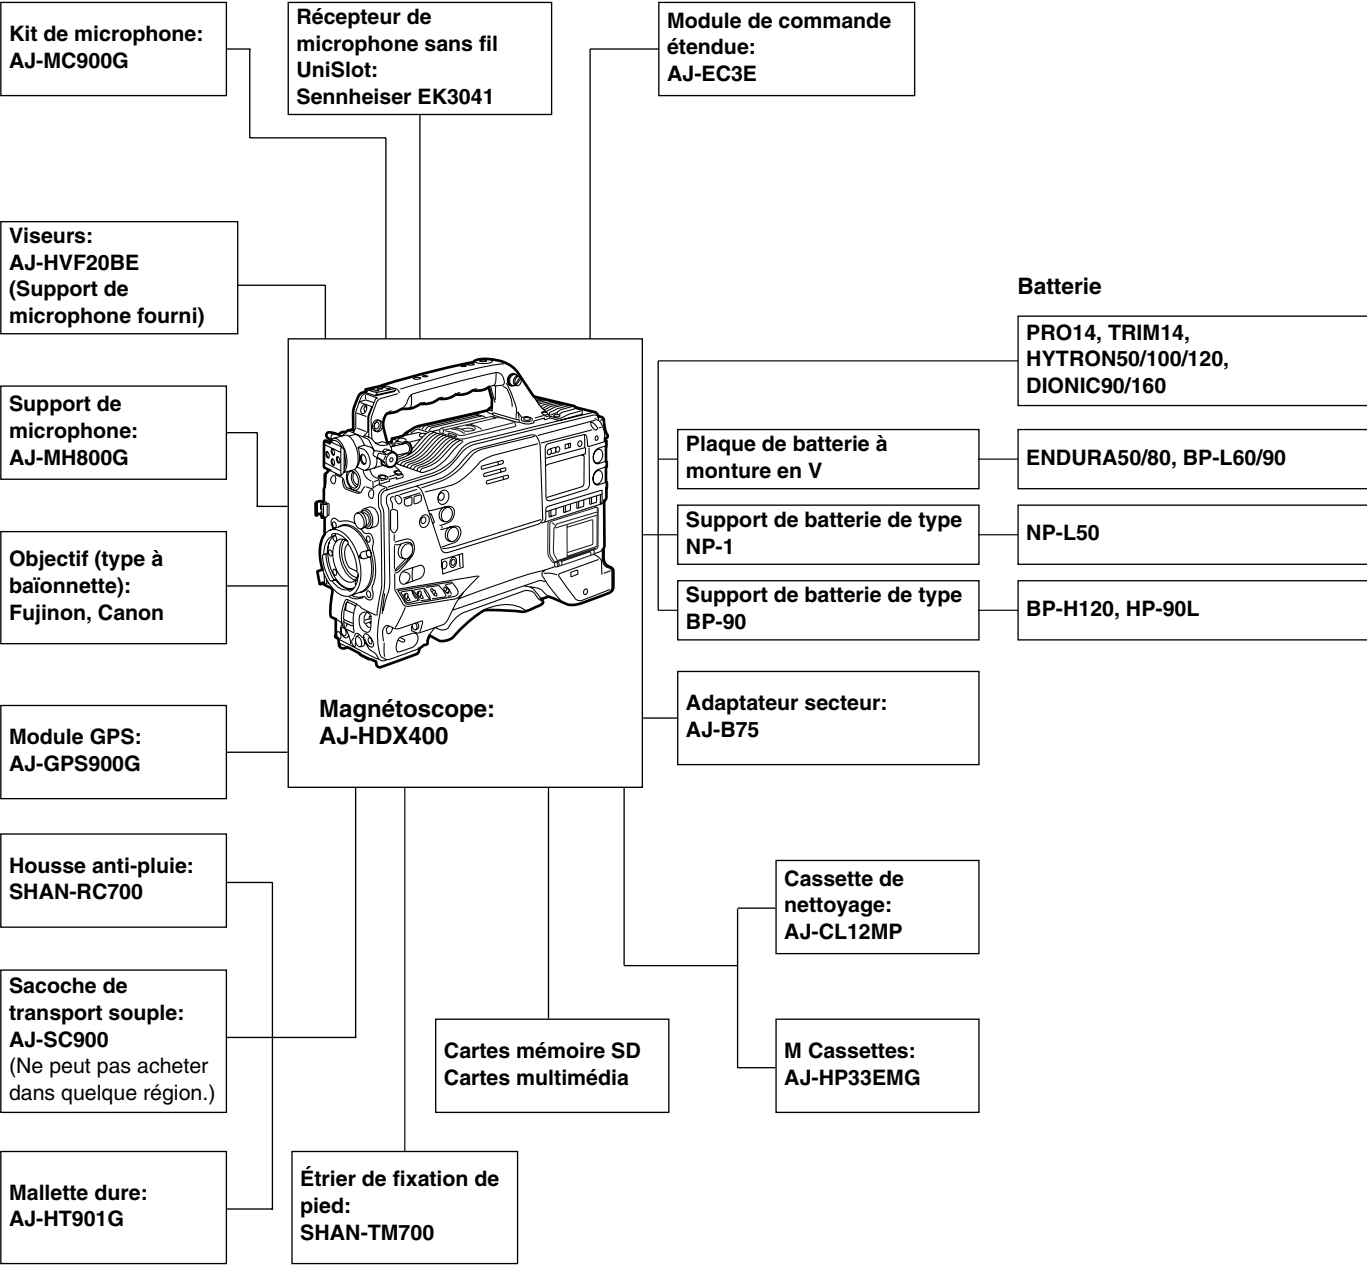 Kit de microphone:
AJ-MC900G
Récepteur de
microphone sans fil
UniSlot:
Sennheiser EK3041
Module de commande
étendue:
AJ-EC3E
Viseurs:
AJ-HVF20BE
(Support de
microphone fourni)
Batterie
PRO14, TRIM14,
HYTRON50/100/120,
DIONIC90/160
Support de
microphone:
AJ-MH800G
Plaque de batterie à
monture en V
ENDURA50/80, BP-L60/90
Support de batterie de type
NP-1
NP-L50
Objectif (type à
baïonnette):
Fujinon, Canon
Support de batterie de type
BP-90
BP-H120, HP-90L
Magnétoscope:
AJ-HDX400
Adaptateur secteur:
AJ-B75
Module GPS:
AJ-GPS900G
Housse anti-pluie:
SHAN-RC700
Cassette de
nettoyage:
AJ-CL12MP
Sacoche de
transport souple:
AJ-SC900
(Ne peut pas acheter
dans quelque région.)
Cartes mémoire SD
Cartes multimédia
M Cassettes:
AJ-HP33EMG
Mallette dure:
AJ-HT901G
Étrier de fixation de
pied:
SHAN-TM700